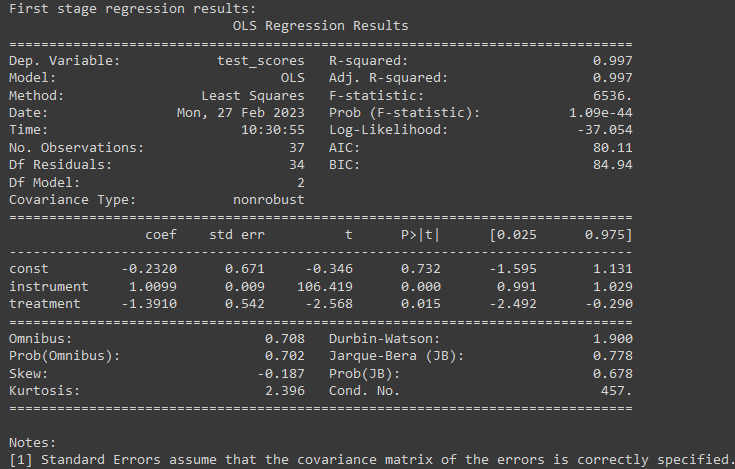 First stage regression results:
OLS Regression Results
==============================================================================
Dep. Variable: test_scores R-squared: 0.997
Model: OLS Adj. R-squared: 0.997
Method: Least Squares F-statistic: 6536.
Date: Mon, 27 Feb 2023 Prob (F-statistic): 1.09e-44
Time: 10:30:55 Log-Likelihood: -37.054
No. Observations: 37 AIC: 80.11
Df Residuals: 34 BIC: 84.94
Df Model: 2
Covariance Type: nonrobust
==============================================================================
coef std err t P>|t| [0.025 0.975]
------------------------------------------------------------------------------
const -0.2320 0.671 -0.346 0.732 -1.595 1.131
instrument 1.0099 0.009 106.419 0.000 0.991 1.029
treatment -1.3910 0.542 -2.568 0.015 -2.492 -0.290
==============================================================================
Omnibus: 0.708 Durbin-Watson: 1.900
Prob(Omnibus): 0.702 Jarque-Bera (JB): 0.778
Skew: -0.187 Prob(JB): 0.678
Kurtosis: 2.396 Cond. No. 457.
==============================================================================
Notes:
[1] Standard Errors assume that the covariance matrix of the errors is correctly specified.